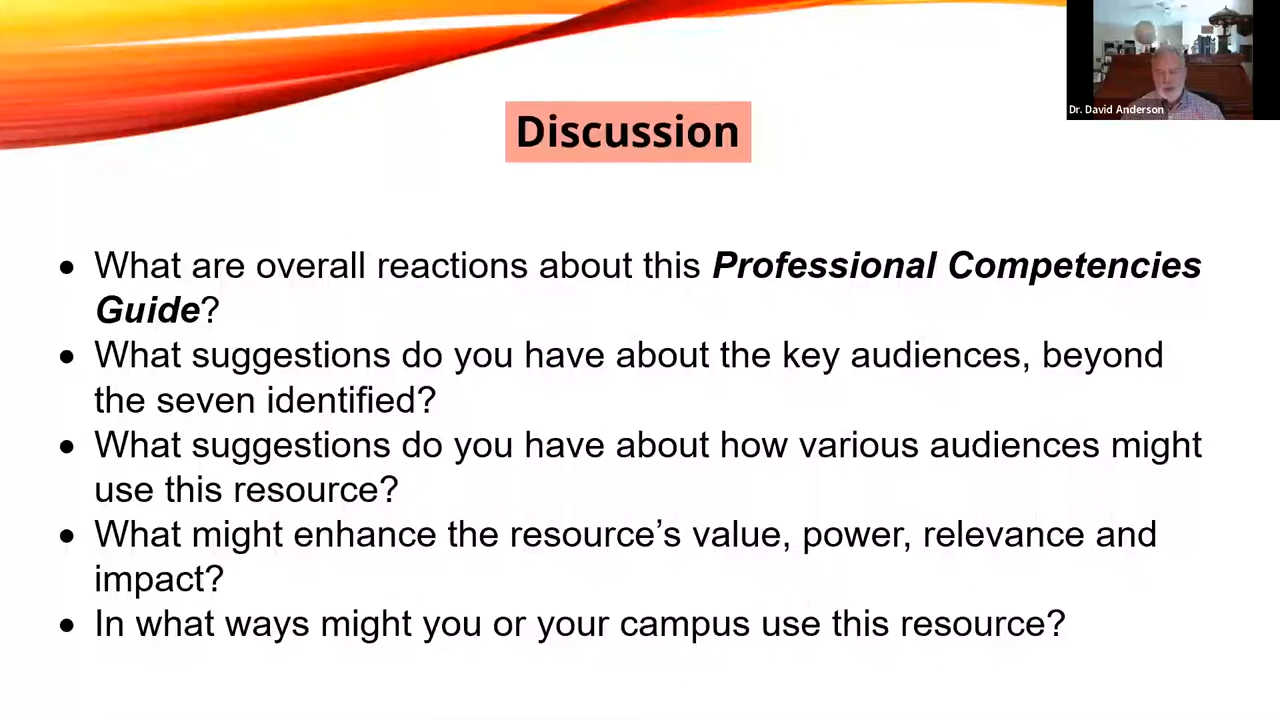 Dr. David Anderson
Discussion
• What are overall reactions about this Professional Competencies
Guide?
• What suggestions do you have about the key audiences, beyond
the seven identified?
• What suggestions do you have about how various audiences might
use this resource?
• What might enhance the resource’s value, power, relevance and
impact?
• In what ways might you or your campus use this resource?